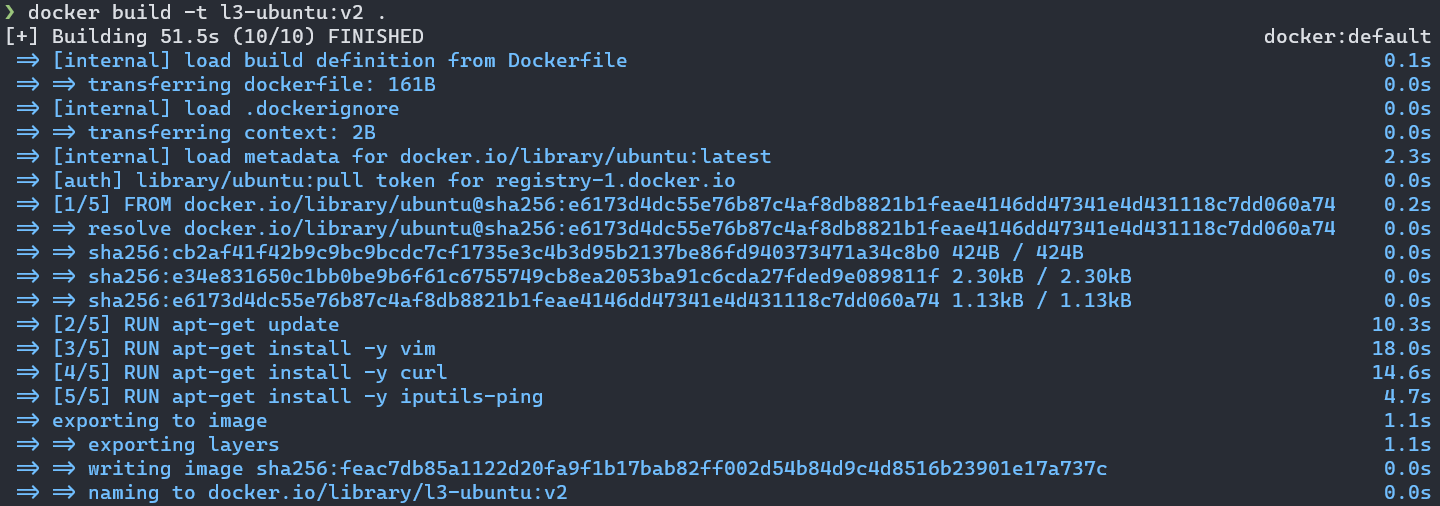 ❯ docker build -t l3-ubuntu:v2 .
[+] Building 51.5s (10/10) FINISHED docker:default
=> [internal] load build definition from Dockerfile 0.1s
=> => transferring dockerfile: 161B 0.0s
=> [internal] load .dockerignore 0.0s
=> => transferring context: 2B 0.0s
=> [internal] load metadata for docker.io/library/ubuntu:latest 2.3s
=> [auth] library/ubuntu:pull token for registry-1.docker.io 0.0s
=> [1/5] FROM docker.io/library/ubuntu@sha256:e6173d4dc55e76b87c4af8db8821b1feae4146dd47341e4d431118c7dd060a74 0.2s
=> => resolve docker.io/library/ubuntu@sha256:e6173d4dc55e76b87c4af8db8821b1feae4146dd47341e4d431118c7dd060a74 0.0s
=> => sha256:cb2af41f42b9c9bc9bcdc7cf1735e3c4b3d95b2137be86fd940373471a34c8b0 424B / 424B 0.0s
=> => sha256:e34e831650c1bb0be9b6f61c6755749cb8ea2053ba91c6cda27fded9e089811f 2.30kB / 2.30kB 0.0s
=> => sha256:e6173d4dc55e76b87c4af8db8821b1feae4146dd47341e4d431118c7dd060a74 1.13kB / 1.13kB 0.0s
=> [2/5] RUN apt-get update 10.3s
=> [3/5] RUN apt-get install -y vim 18.0s
=> [4/5] RUN apt-get install -y curl 14.6s
=> [5/5] RUN apt-get install -y iputils-ping 4.7s
=> exporting to image 1.1s
=> => exporting layers 1.1s
=> => writing image sha256:feac7db85a1122d20fa9f1b17bab82ff002d54b84d9c4d8516b23901e17a737c 0.0s
=> => naming to docker.io/library/l3-ubuntu:v2 0.0s